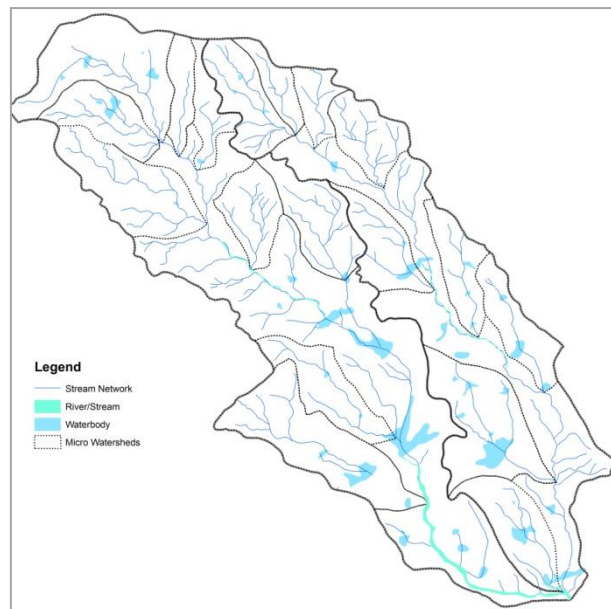 Legend
Stream Network
River/Stream
Waterbody
Micro Watersheds